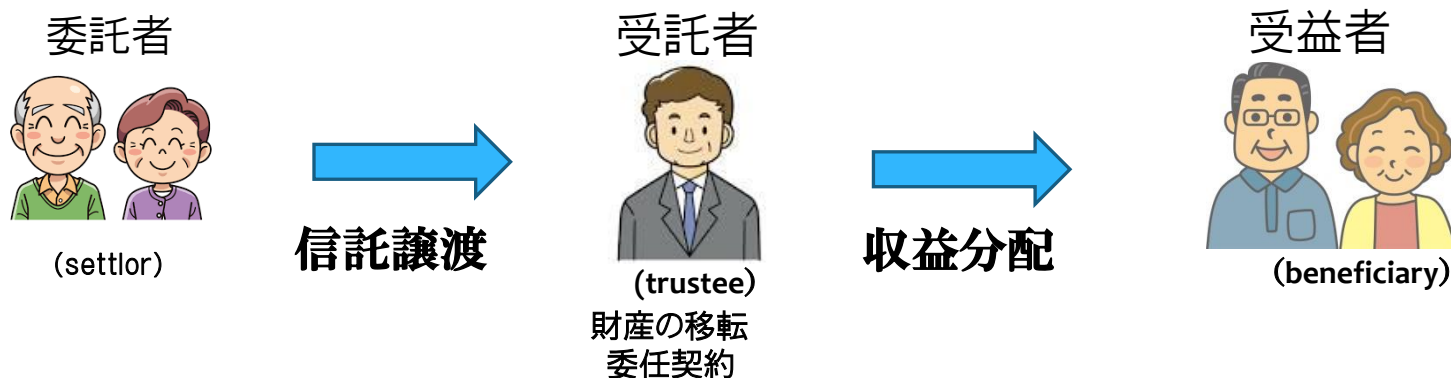 委託者
受託者
受益者
信託譲渡
収益分配
(settlor)
(trustee)
(beneficiary)
財産の移転
委任契約